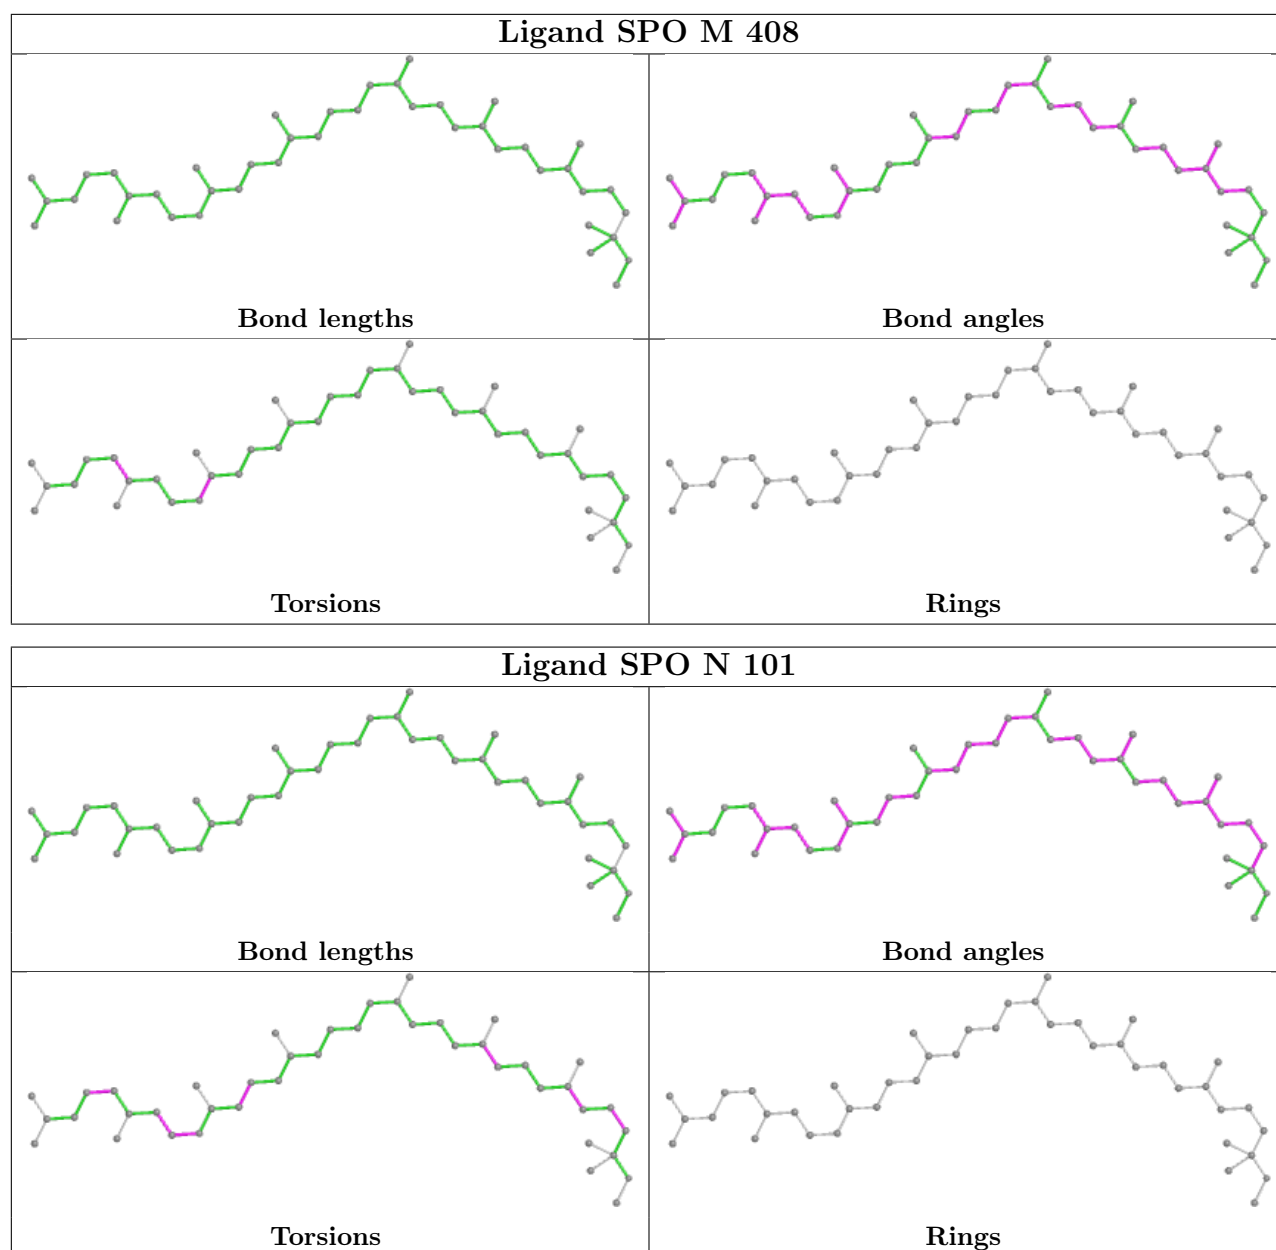 Ligand SPO M 408
Bond lengths
Bond angles
Torsions
Rings
Ligand SPO N 101
Bond lengths
Bond angles
Torsions
Rings